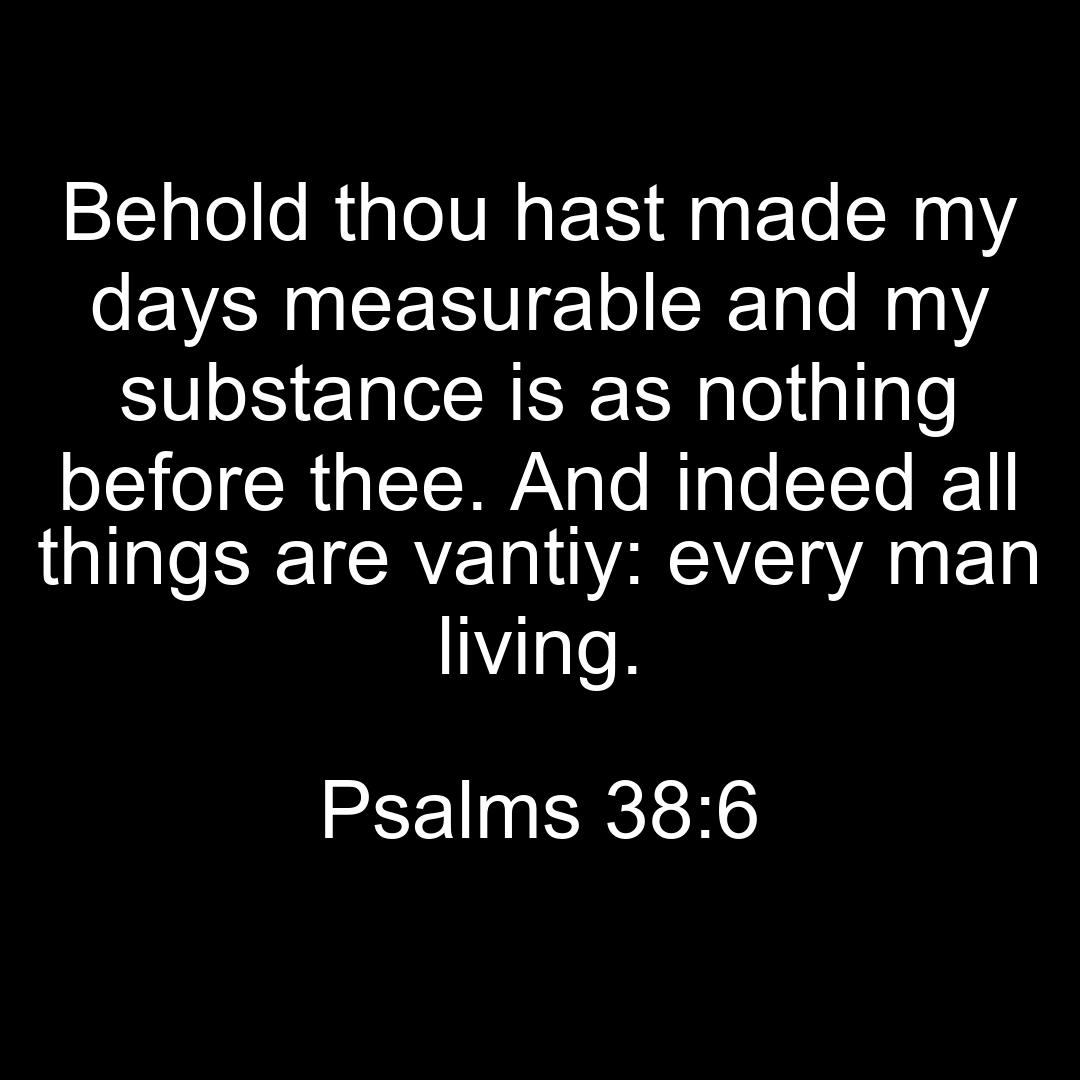 Behold thou hast made my
days measurable and my
substance is as nothing
before thee. And indeed all
things are vantiy: every man
living.
Psalms 38:6